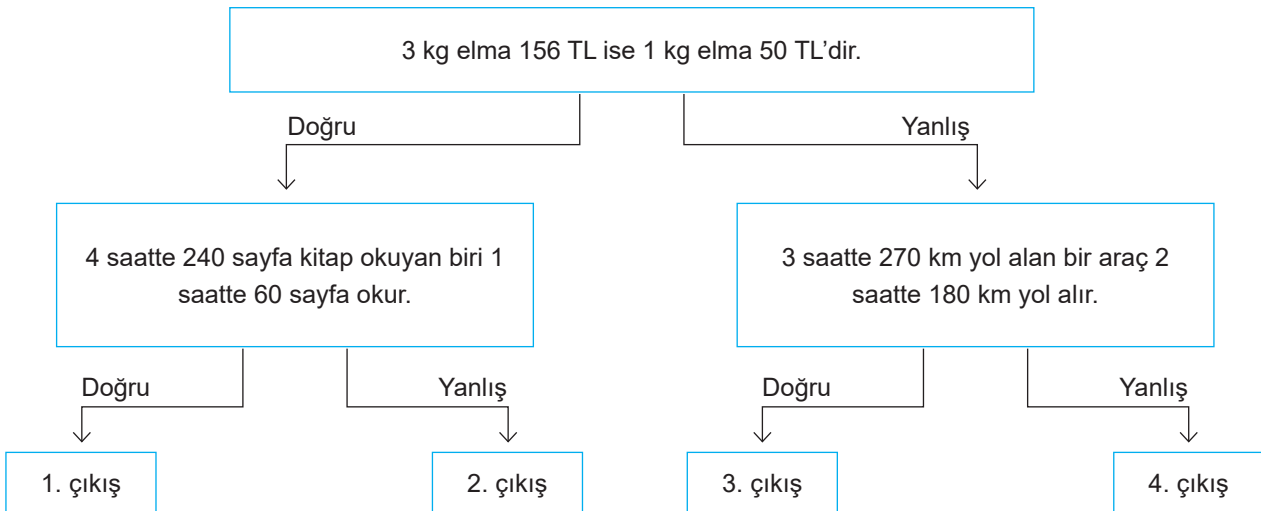 3 kg elma 156 TL ise 1 kg elma 50 TL’dir.
Doğru
Yanlış
4 saatte 240 sayfa kitap okuyan biri 1
saatte 60 sayfa okur.
3 saatte 270 km yol alan bir araç 2
saatte 180 km yol alır.
Doğru
Yanlış
Doğru
Yanlış
1. çıkış
2. çıkış
3. çıkış
4. çıkış